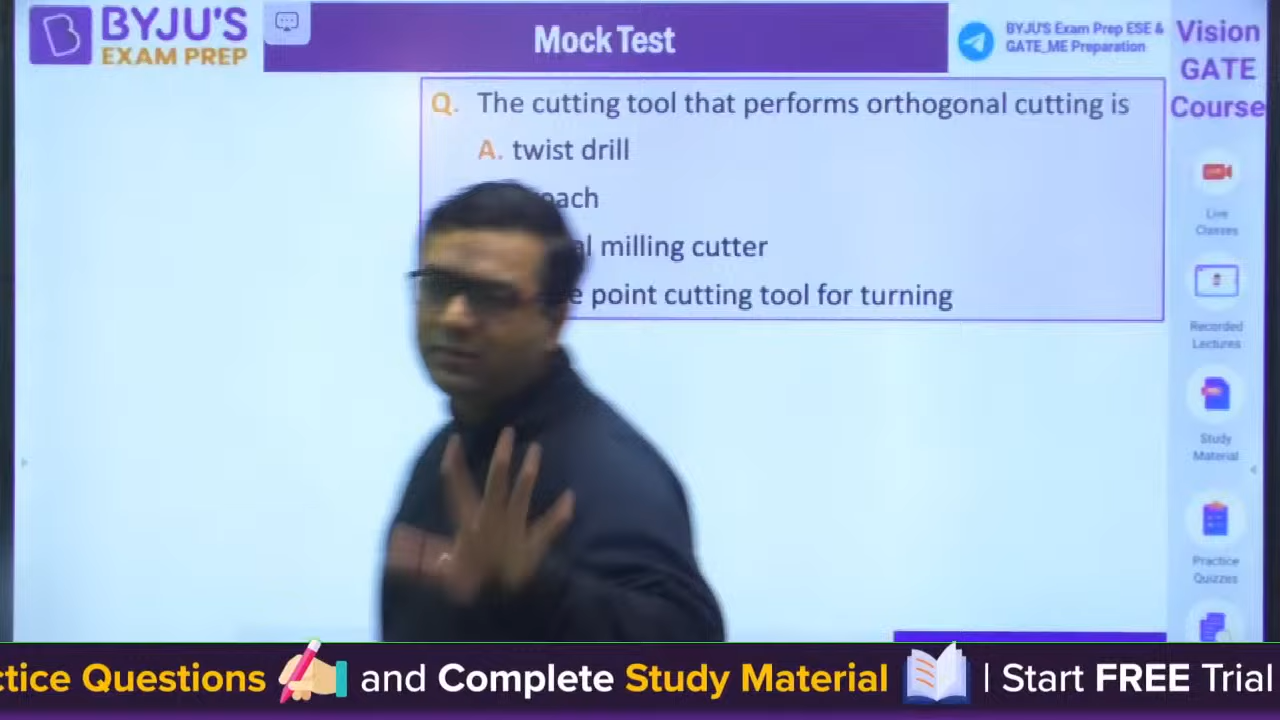 BYJU'S
EXAM PREP
Mock Test
BYJU'S Exam Prep ESE &
GATE_ME Preparation
Vision
GATE
Course
Q. The cutting tool that performs orthogonal cutting is
A. twist drill
milling cutter
point cutting tool for turning
Live
Classes
Recorded
Lectures
Study
Material
Practice
Quizzes
Questions and Complete Study Material | Start FREE Trial